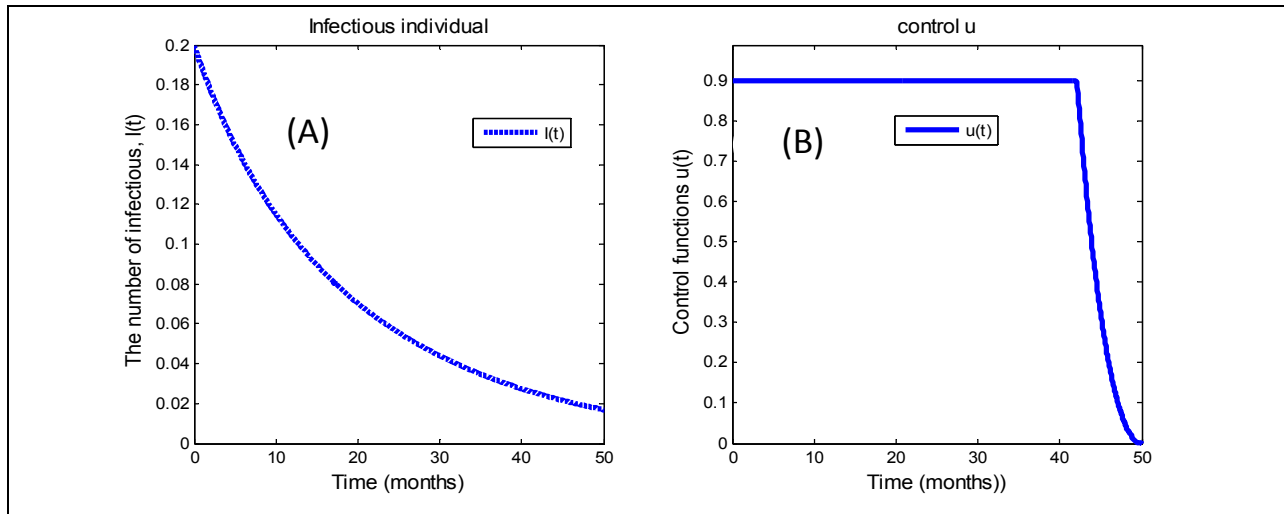 Infectious individual
0.2
0.18
0.16
0.14
0.12
0.1
0.08
0.06
0.04
0.02
0
The number of infectious, I(t)
(A)
I(t)
0 10 20 30 40 50
Time (months)
control u
0.9
0.8
0.7
0.6
0.5
0.4
0.3
0.2
0.1
0
Control functions u(t)
(B)
u(t)
0 10 20 30 40 50
Time (months))